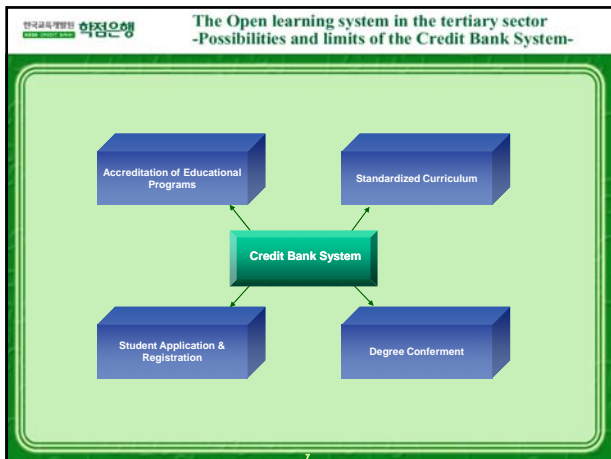 한국교육개발원 학점은행
The Open learning system in the tertiary sector
-Possibilities and limits of the Credit Bank System-
Accreditation of Educational
Programs
Standardized Curriculum
Credit Bank System
Student Application &
Registration
Degree Conferment
7